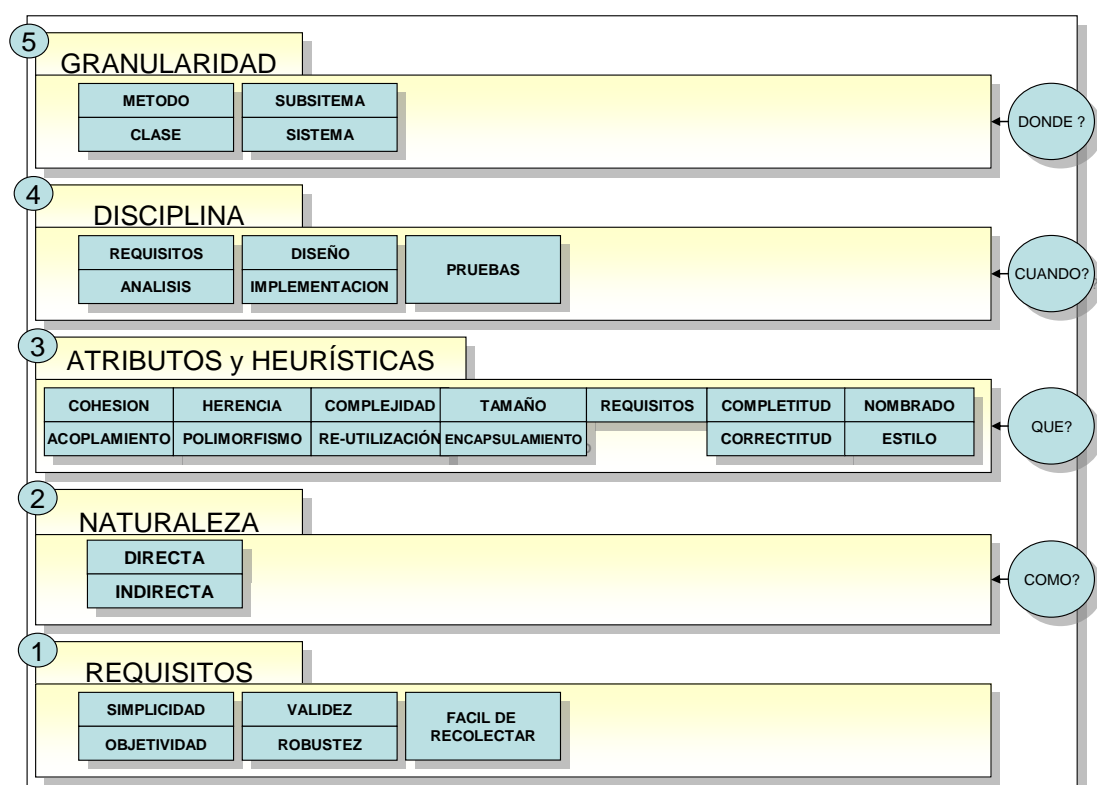 5
GRANULARIDAD
METODO
SUBSITEMA
CLASE
SISTEMA
DONDE ?
4
DISCIPLINA
REQUISITOS
DISEÑO
PRUEBAS
ANALISIS
IMPLEMENTACION
CUANDO?
3
ATRIBUTOS y HEURÍSTICAS
COHESION
HERENCIA
COMPLEJIDAD
TAMAÑO
REQUISITOS
COMPLETITUD
NOMBRADO
ACOPLAMIENTO
POLIMORFISMO
RE-UTILIZACIÓN
ENCAPSULAMIENTO
CORRECTITUD
ESTILO
QUE?
2
NATURALEZA
DIRECTA
INDIRECTA
COMO?
1
REQUISITOS
SIMPLICIDAD
VALIDEZ
FACIL DE
RECOLECTAR
OBJETIVIDAD
ROBUSTEZ